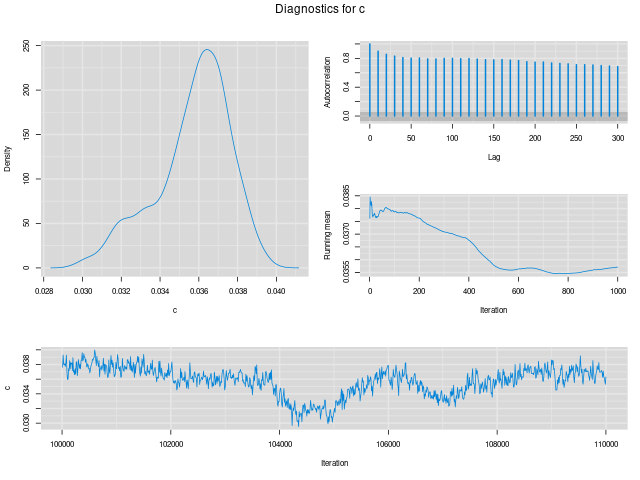 Diagnostics for c
Density
250
200
150
100
50
0
0.028 0.030 0.032 0.034 0.036 0.038 0.040
c
Autocorrelation
0.8
0.4
0.0
0 50 100 150 200 250 300
Lag
Running mean
0.0385
0.0370
0.0355
0 200 400 600 800 1000
Iteration
c
0.038
0.034
0.030
100000 102000 104000 106000 108000 110000
Iteration